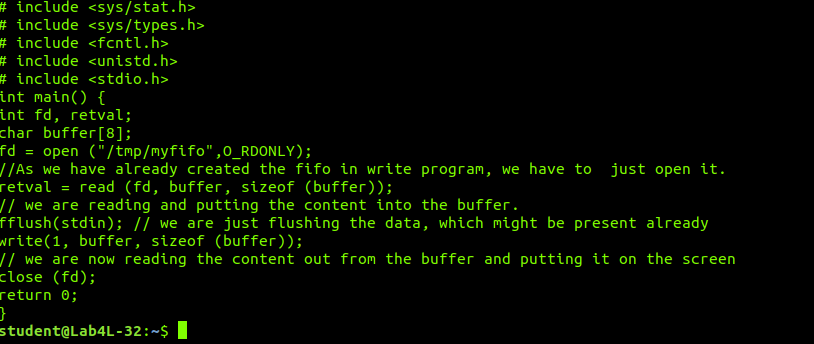 # include <sys/stat.h>
# include <sys/types.h>
# include <fcntl.h>
# include <unistd.h>
# include <stdio.h>
int main() {
int fd, retval;
char buffer[8];
fd = open ("/tmp/myfifo",O_RDONLY);
//As we have already created the fifo in write program, we have to  just open it.
retval = read (fd, buffer, sizeof (buffer));
// we are reading and putting the content into the buffer.
fflush(stdin); // we are just flushing the data, which might be present already
write(1, buffer, sizeof (buffer));
// we are now reading the content out from the buffer and putting it on the screen
close (fd);
return 0;
}
student@Lab4L-32:~$